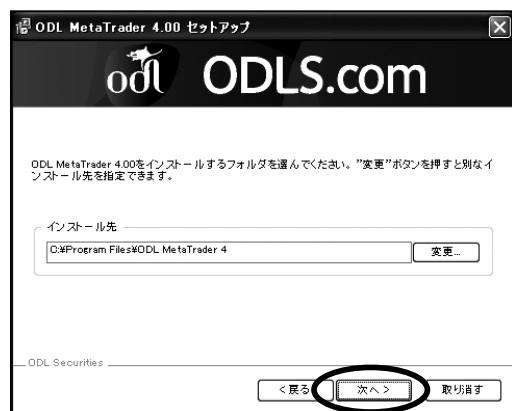 ODL MetaTrader 4.00 セットアップ
odl ODLS.com
ODL MetaTrader 4.00をインストールするフォルダを選んでください。”変更”ボタンを押すと別なイ
ンストール先を指定できます。
インストール先
C:¥Program Files¥ODL MetaTrader 4
変更...
ODL Securities
<戻る
次へ>
取り消す